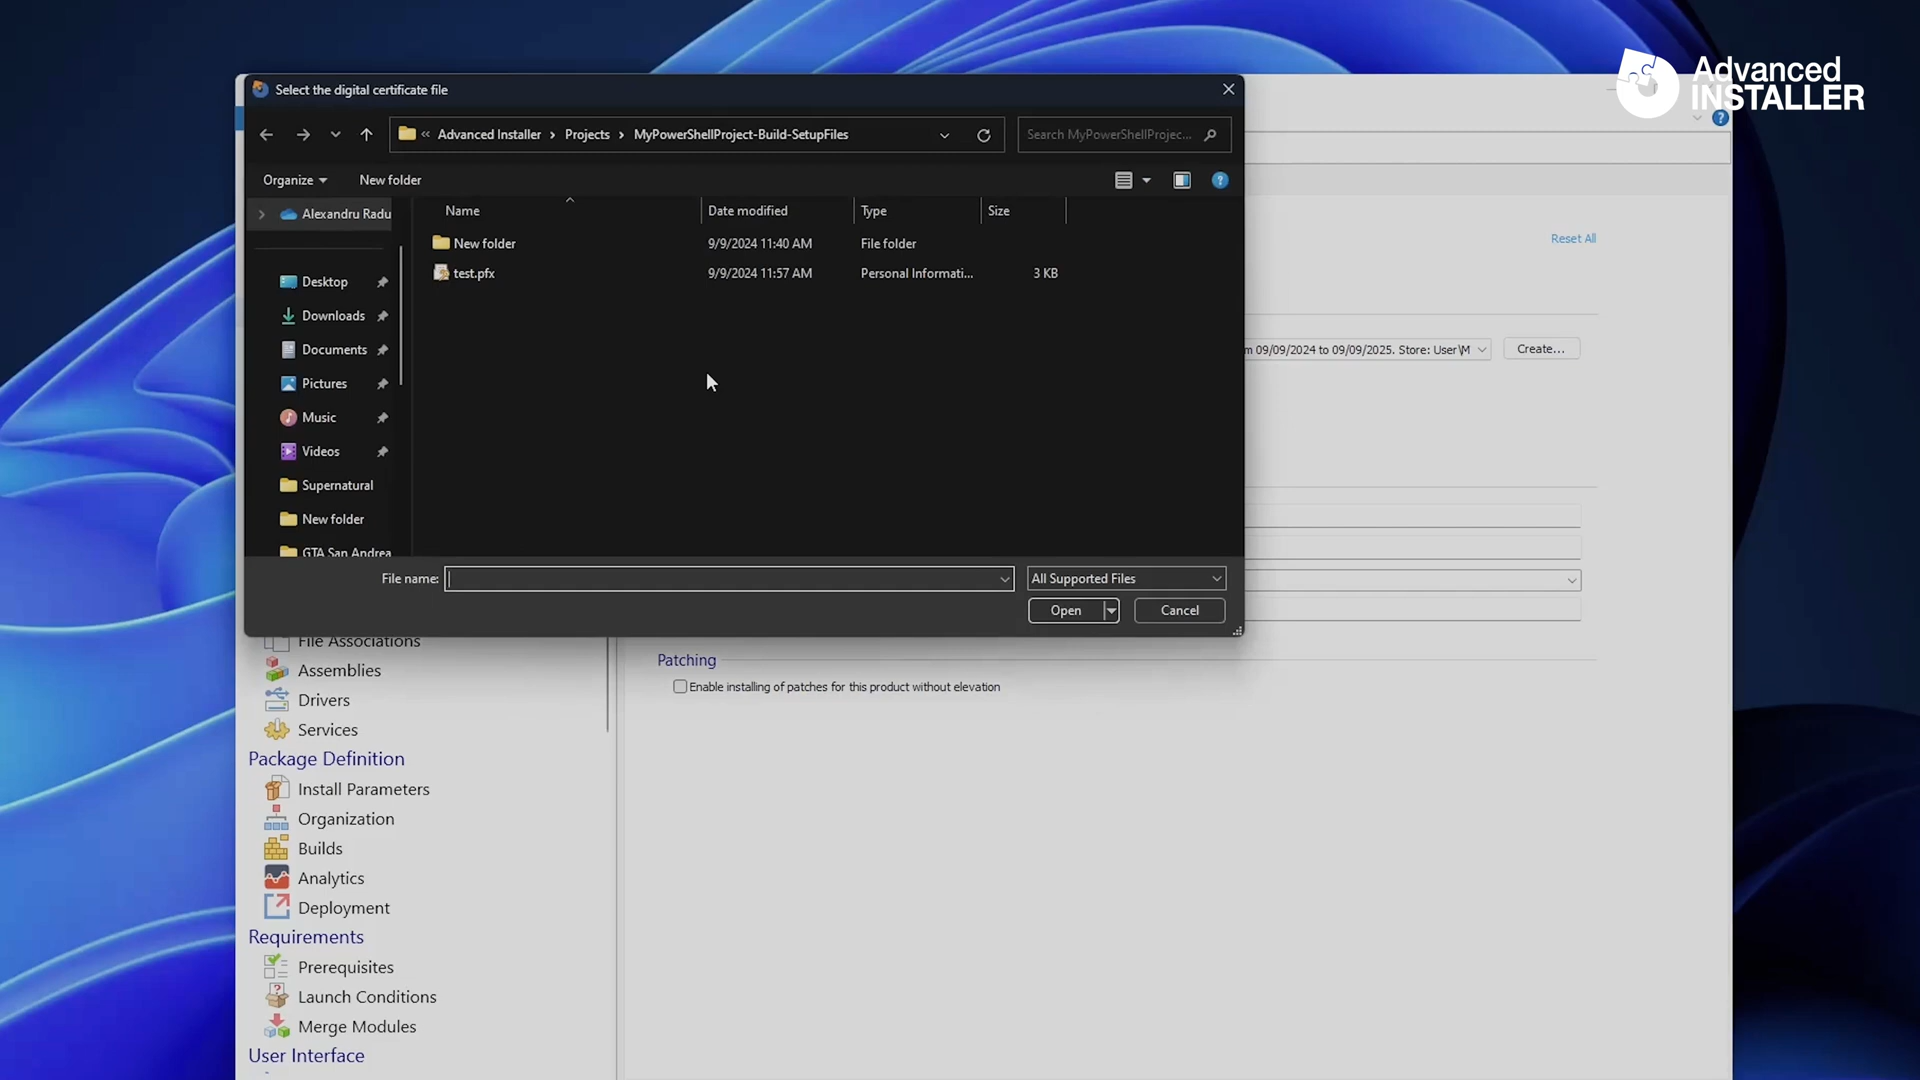 Advanced
INSTALLER
Select the digital certificate file
« Advanced Installer › Projects › MyPowerShellProject-Build-SetupFiles
Search MyPowerShellProjec...
Organize
New folder
Alexandru Radu
Name
Date modified
Type
Size
New folder
9/9/2024 11:40 AM
File folder
test.pfx
9/9/2024 11:57 AM
Personal Informati...
3 KB
Reset All
Desktop
Downloads
Documents
Pictures
Music
Videos
Supernatural
New folder
GTA San Andrea
m 09/09/2024 to 09/09/2025. Store: User\M
Create...
File name:
All Supported Files
Open
Cancel
File Associations
Assemblies
Drivers
Services
Package Definition
Install Parameters
Organization
Builds
Analytics
Deployment
Requirements
Prerequisites
Launch Conditions
Merge Modules
User Interface
Patching
Enable installing of patches for this product without elevation